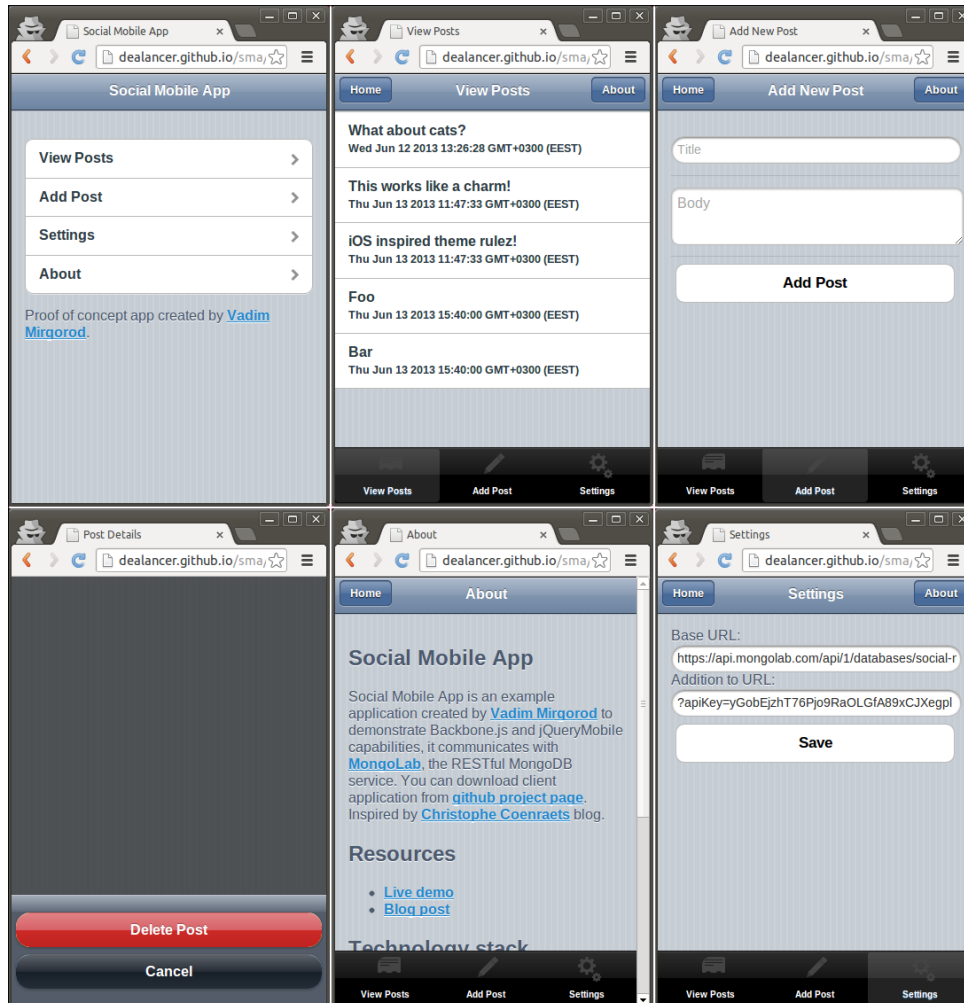 Social Mobile App
dealancer.github.io/sma/
Social Mobile App
View Posts
Add Post
Settings
About
Proof of concept app created by Vadim
Mirgorod.
View Posts
dealancer.github.io/sma/
Home
View Posts
About
What about cats?
Wed Jun 12 2013 13:26:28 GMT+0300 (EEST)
This works like a charm!
Thu Jun 13 2013 11:47:33 GMT+0300 (EEST)
iOS inspired theme rulez!
Thu Jun 13 2013 11:47:33 GMT+0300 (EEST)
Foo
Thu Jun 13 2013 15:40:00 GMT+0300 (EEST)
Bar
Thu Jun 13 2013 15:40:00 GMT+0300 (EEST)
View Posts
Add Post
Settings
Add New Post
dealancer.github.io/sma/
Home
Add New Post
About
Title
Body
Add Post
View Posts
Add Post
Settings
Post Details
dealancer.github.io/sma/
Delete Post
Cancel
About
dealancer.github.io/sma/
Home
About
Social Mobile App
Social Mobile App is an example
application created by Vadim Mirgorod to
demonstrate Backbone.js and jQueryMobile
capabilities, it communicates with
MongoLab, the RESTful MongoDB
service. You can download client
application from github project page.
Inspired by Christophe Coenraets blog.
Resources
Live demo
Blog post
Technology stack
View Posts
Add Post
Settings
Settings
dealancer.github.io/sma/
Home
Settings
About
Base URL:
https://api.mongolab.com/api/1/databases/social-r
Addition to URL:
?apiKey=yGobEjzhT76Pjo9RaOLGfA89xCJXegpl
Save
View Posts
Add Post
Settings